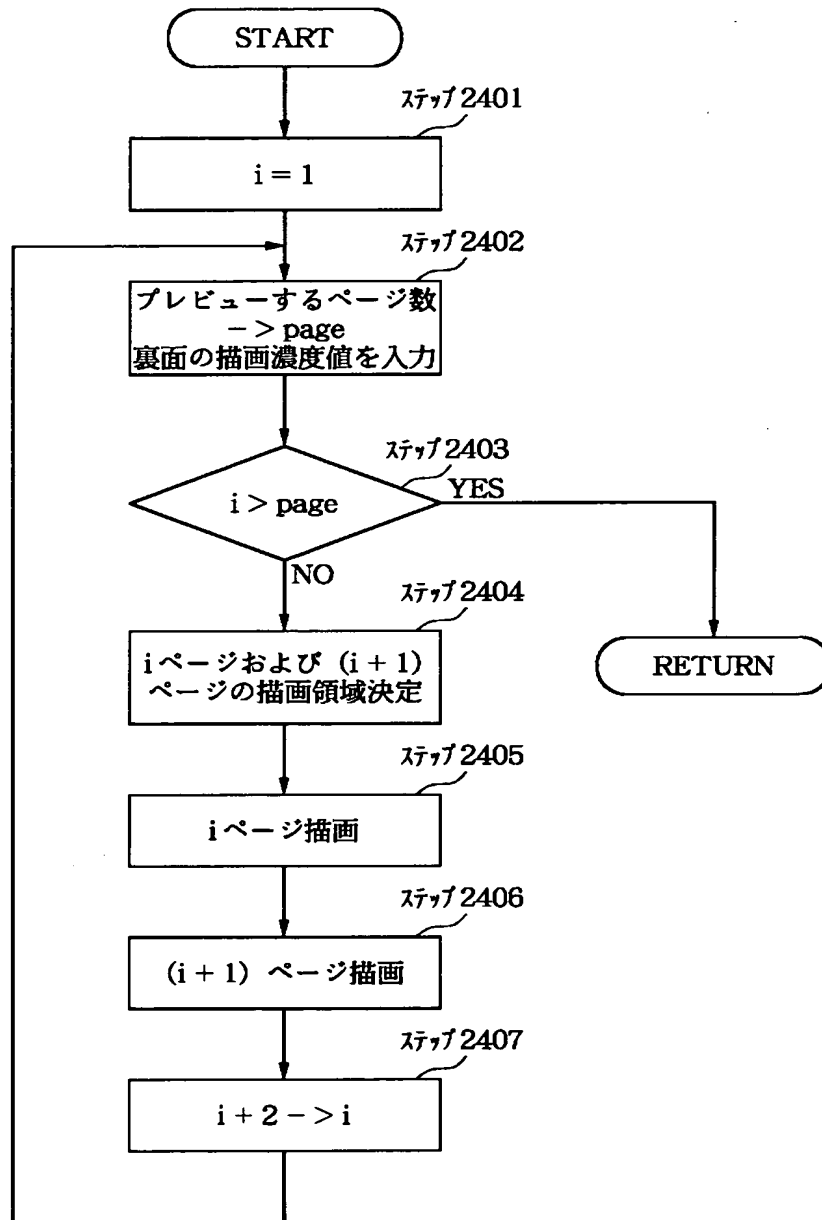 START
ステップ2401
i = 1
ステップ2402
プレビューするページ数
−> page
裏面の描画濃度値を入力
ステップ2403
i > page
YES
NO
ステップ2404
iページおよび (i + 1)
ページの描画領域決定
RETURN
ステップ2405
iページ描画
ステップ2406
(i + 1) ページ描画
ステップ2407
i + 2 −> i